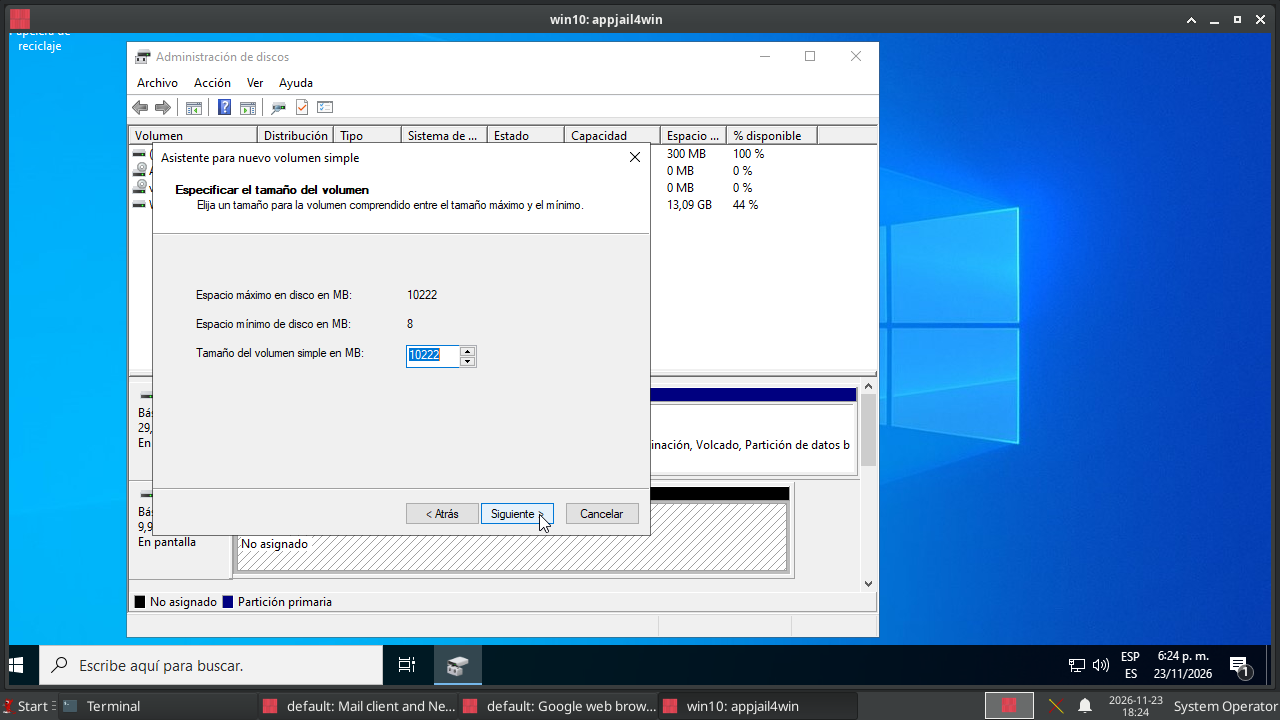 win10: appjail4win
reciclaje
Administración de discos
Archivo Acción Ver Ayuda
Volumen Distribución Tipo Sistema de ... Estado Capacidad Espacio ... % disponible
300 MB 100 %
0 MB 0 %
0 MB 0 %
13,09 GB 44 %
Asistente para nuevo volumen simple
Especificar el tamaño del volumen
Elija un tamaño para la volumen comprendido entre el tamaño máximo y el mínimo.
Espacio máximo en disco en MB: 10222
Espacio mínimo de disco en MB: 8
Tamaño del volumen simple en MB: 10222
< Atrás Siguiente > Cancelar
Bás
29,
En
inación, Volcado, Partición de datos b
Bás
9,9
En pantalla
No asignado
No asignado Partición primaria
Escribe aquí para buscar.
ESP
ES
6:24 p. m.
23/11/2026
1
Start Terminal default: Mail client and Ne... default: Google web brow... win10: appjail4win
2026-11-23
18:24
System Operator